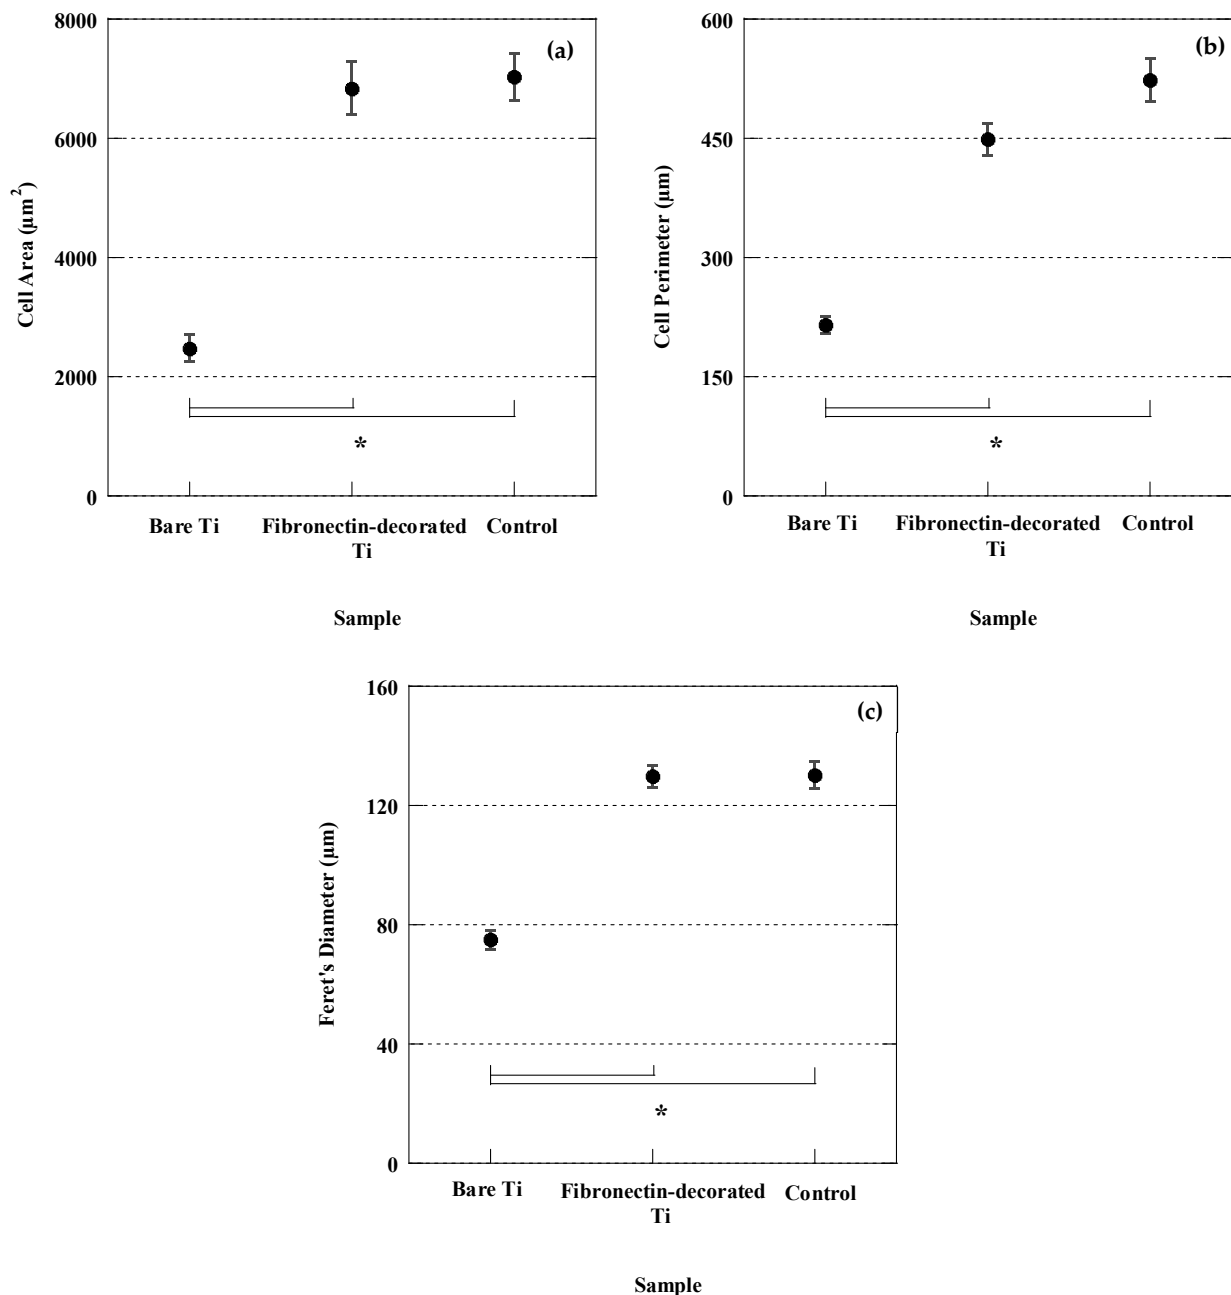 (a)
8000
6000
4000
2000
0
Cell Area (µm²)
*
Bare Ti
Fibronectin-decorated
Ti
Control
Sample
(b)
600
450
300
150
0
Cell Perimeter (µm)
*
Bare Ti
Fibronectin-decorated
Ti
Control
Sample
(c)
160
120
80
40
0
Feret's Diameter (µm)
*
Bare Ti
Fibronectin-decorated
Ti
Control
Sample